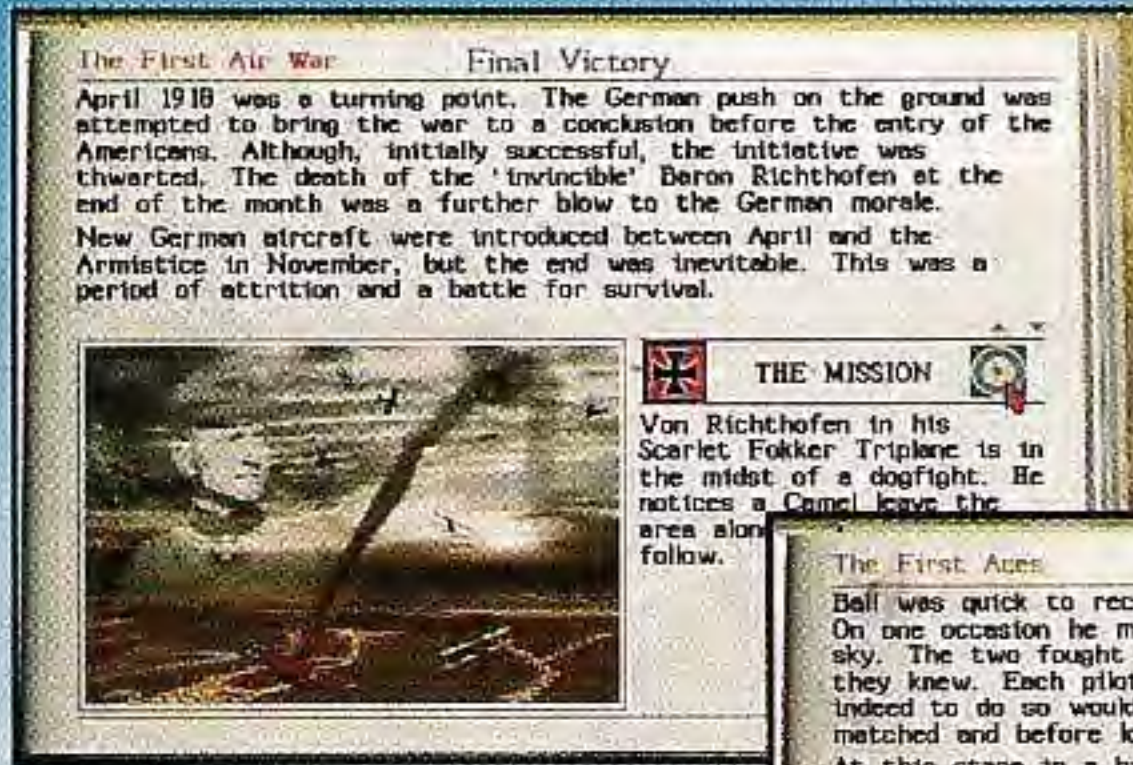 The First Air War
Final Victory
April 1918 was a turning point. The German push on the ground was
attempted to bring the war to a conclusion before the entry of the
Americans. Although, initially successful, the initiative was
thwarted. The death of the 'invincible' Baron Richthofen at the
end of the month was a further blow to the German morale.
New German aircraft were introduced between April and the
Armistice in November, but the end was inevitable. This was a
period of attrition and a battle for survival.
THE MISSION
Von Richthofen in his
Scarlet Fokker Triplane is in
the midst of a dogfight. He
notices a Camel leave the
area
follow.
The First Aces
Ball was quick to
On one occasion he
sky. The two fought
they knew. Each
indeed to do so
matched and before
At this stage in a